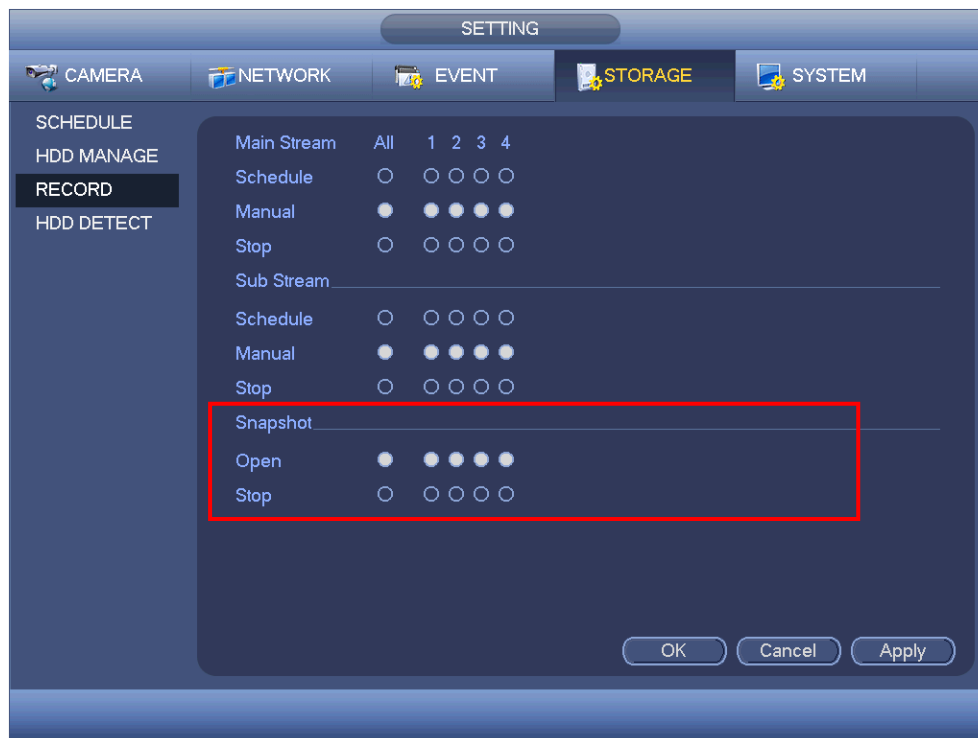 SETTING
CAMERA NETWORK EVENT STORAGE SYSTEM
SCHEDULE
HDD MANAGE
RECORD
HDD DETECT
Main Stream All 1 2 3 4
Schedule
Manual
Stop
Sub Stream
Schedule
Manual
Stop
Snapshot
Open
Stop
OK Cancel Apply